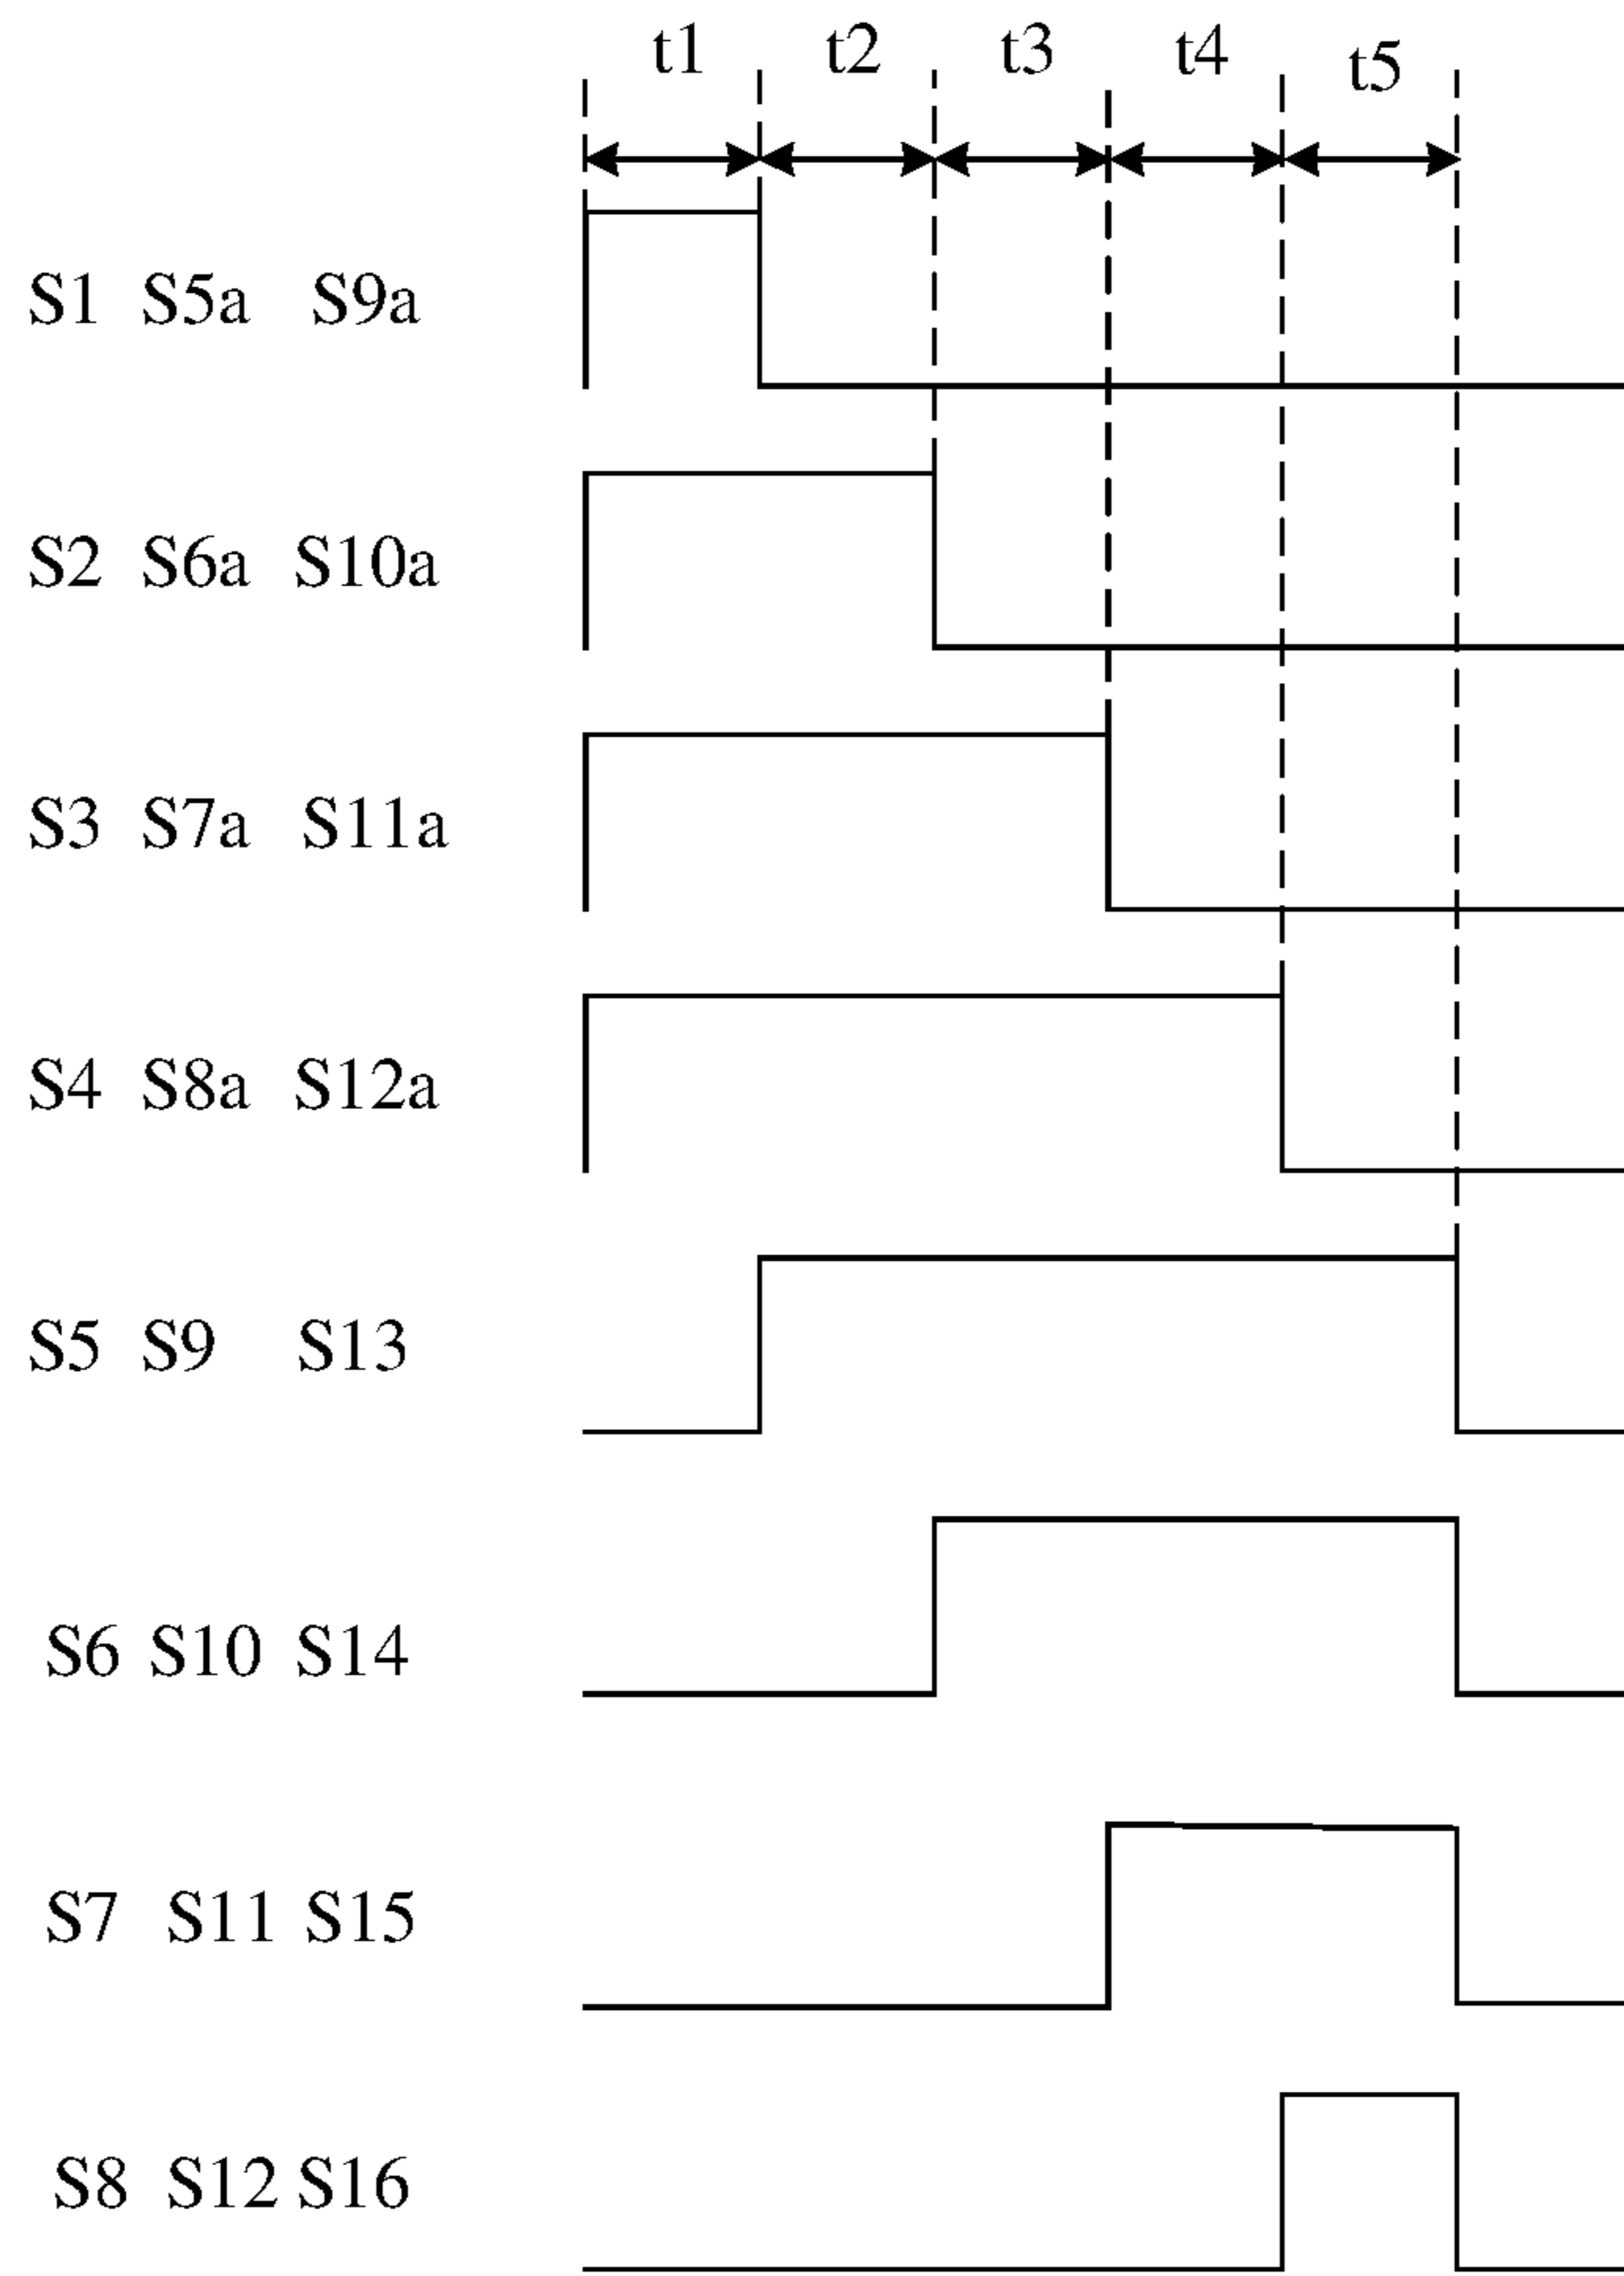 t1 t2 t3 t4 t5
S1 S5a S9a
S2 S6a S10a
S3 S7a S11a
S4 S8a S12a
S5 S9 S13
S6 S10 S14
S7 S11 S15
S8 S12 S16